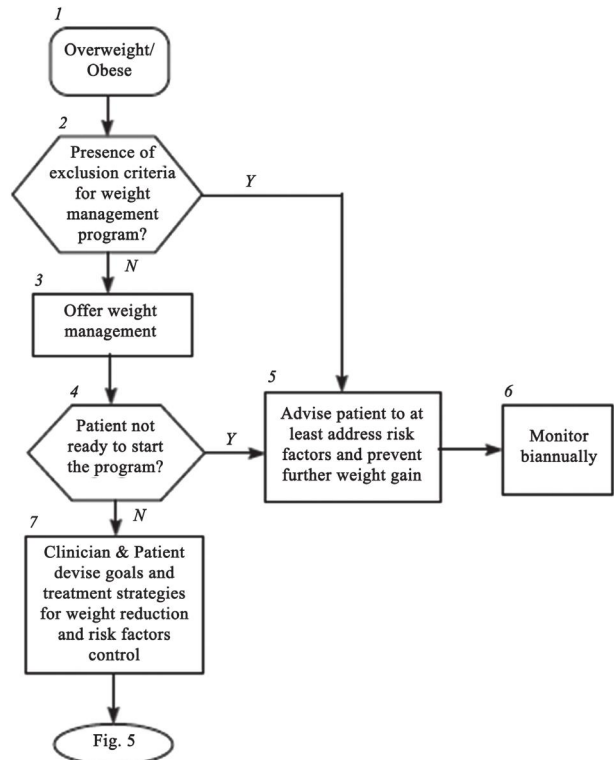 1
Overweight/
Obese
2
Presence of
exclusion criteria
for weight
management
program?
Y
N
3
Offer weight
management
4
Patient not
ready to start
the program?
Y
N
5
Advise patient to at
least address risk
factors and prevent
further weight gain
6
Monitor
biannually
7
Clinician & Patient
devise goals and
treatment strategies
for weight reduction
and risk factors
control
Fig. 5